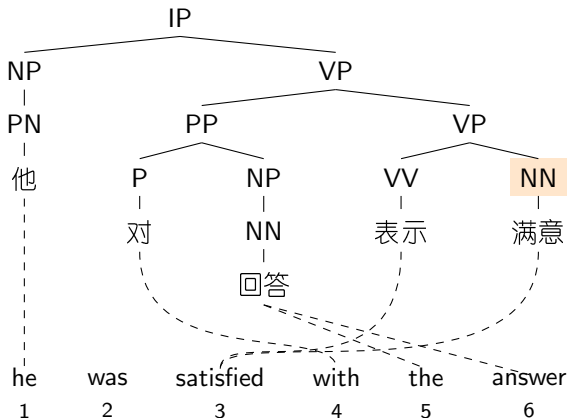 IP
NP VP
PN PP VP
他 P NP VV NN
对 NN 表示 满意
回答
he was satisfied with the answer
1 2 3 4 5 6